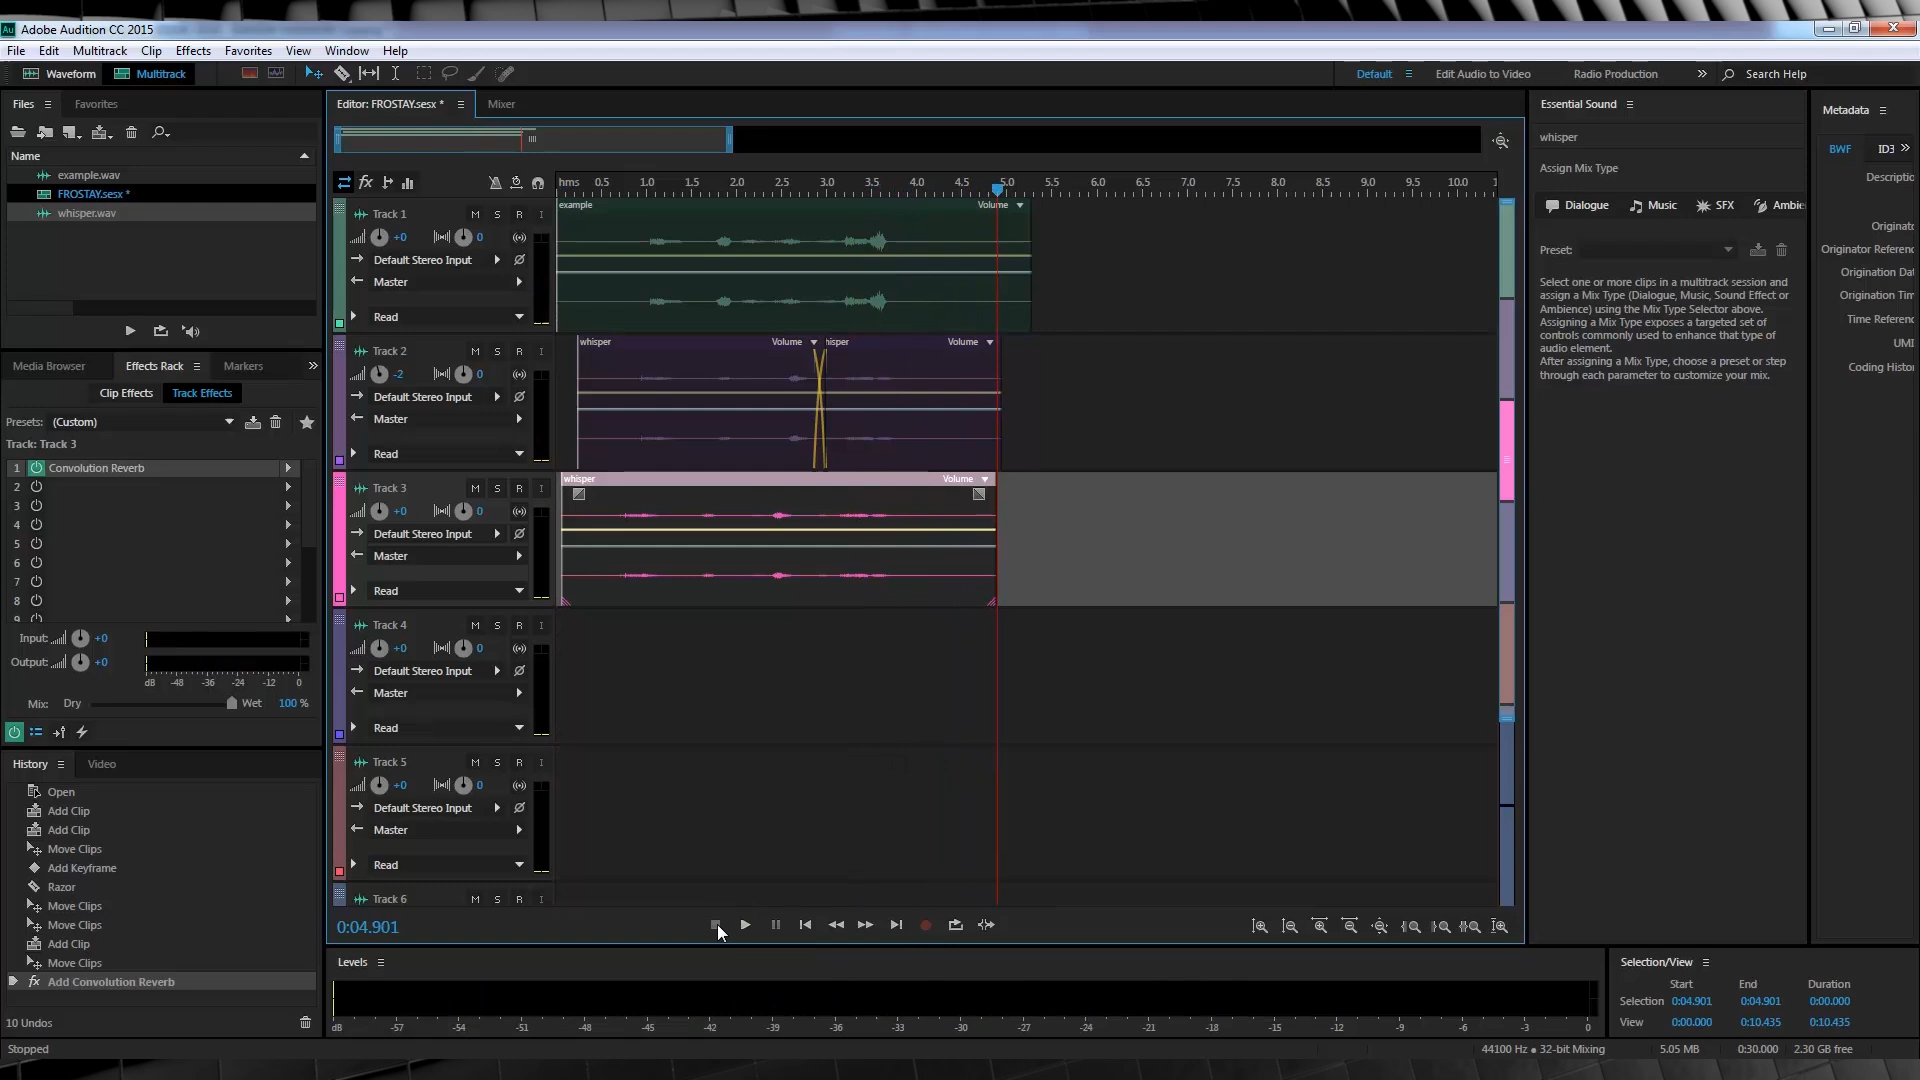 Au Adobe Audition CC 2015
File Edit Multitrack Clip Effects Favorites View Window Help
Waveform Multitrack Default Edit Audio to Video Radio Production Search Help
Files Favorites
Name
example.wav
FROSTAY.sesx *
whisper.wav
Media Browser Effects Rack Markers
Clip Effects Track Effects
Presets: (Custom)
Track: Track 3
1 Convolution Reverb
2
3
4
5
6
7
8
9
Input: +0
Output: +0
dB -48 -36 -24 -12 0
Mix: Dry Wet 100 %
History Video
Open
Add Clip
Add Clip
Move Clips
Add Keyframe
Razor
Move Clips
Move Clips
Add Clip
Move Clips
fx Add Convolution Reverb
10 Undos
Stopped
Editor: FROSTAY.sesx * Mixer
fx hms 0.5 1.0 1.5 2.0 2.5 3.0 3.5 4.0 4.5 5.0 5.5 6.0 6.5 7.0 7.5 8.0 8.5 9.0 9.5 10.0
Track 1 M S R I
+0 0
Default Stereo Input
Master
Read
example Volume
Track 2 M S R I
-2 0
Default Stereo Input
Master
Read
whisper Volume hisper Volume
Track 3 M S R I
+0 0
Default Stereo Input
Master
Read
whisper Volume
Track 4 M S R I
+0 0
Default Stereo Input
Master
Read
Track 5 M S R I
+0 0
Default Stereo Input
Master
Read
Track 6 M S R I
0:04.901
Levels
dB -57 -54 -51 -48 -45 -42 -39 -36 -33 -30 -27 -24 -21 -18 -15 -12 -9 -6 -3 0
Essential Sound
whisper
Assign Mix Type
Dialogue Music SFX Ambie
Preset:
Select one or more clips in a multitrack session and
assign a Mix Type (Dialogue, Music, Sound Effect or
Ambience) using the Mix Type Selector above.
Assigning a Mix Type exposes a targeted set of
controls commonly used to enhance that type of
audio element.
After assigning a Mix Type, choose a preset or step
through each parameter to customize your mix.
Metadata
BWF ID3
Descriptio
Originato
Originator Referenc
Origination Dat
Origination Tim
Time Referenc
UMI
Coding Histor
Selection/View
Start End Duration
Selection 0:04.901 0:04.901 0:00.000
View 0:00.000 0:10.435 0:10.435
44100 Hz ● 32-bit Mixing 5.05 MB 0:30.000 2.30 GB free